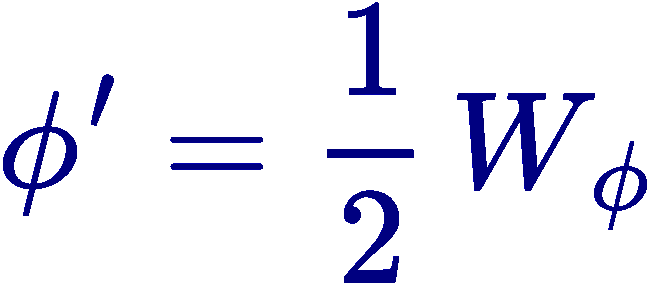 ϕ′ = 1/2 W_ϕ